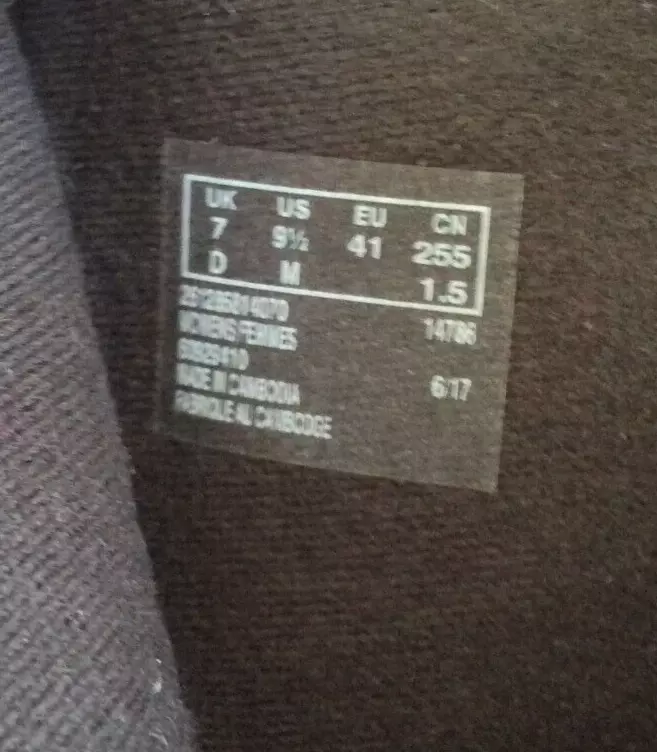 UK US EU CN
7 9½ 41 255
D M 1.5
261285814070 14786
WOMENS FEMMES
MADE IN CAMBODIA 6/17
FABRIQUE AU CAMBODGE